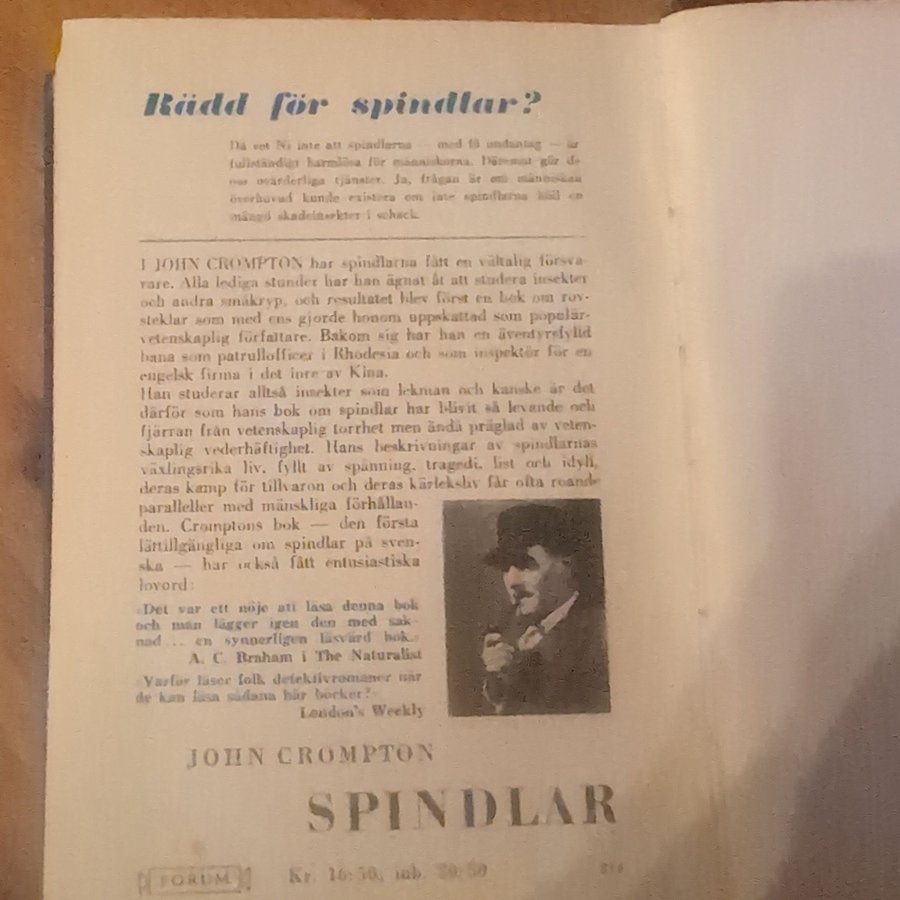 Rädd för spindlar?
Då vet Ni inte att spindlarna — med få undantag — är
fullständigt harmlösa för människorna. Däremot gör de
oss ovärderliga tjänster. Ja, frågan är om människan
överhuvud kunde existera om inte spindlarna höll en
mängd skadeinsekter i schack.
I JOHN CROMPTON har spindlarna fått en vältalig försva-
rare. Alla lediga stunder har han ägnat åt att studera insekter
och andra småkryp, och resultatet blev först en bok om rov-
steklar som med ens gjorde honom uppskattad som populär-
vetenskaplig författare. Bakom sig har han en äventyrsfylld
bana som patrullofficer i Rhodesia och som inspektör för en
engelsk firma i det inre av Kina.
Han studerar alltså insekter som lekman och kanske är det
därför som hans bok om spindlar har blivit så levande och
fjärran från vetenskaplig torrhet men ändå präglad av veten-
skaplig vederhäftighet. Hans beskrivningar av spindlarnas
växlingsrika liv, fyllt av spänning, tragedi, list och idyll,
deras kamp för tillvaron och deras kärleksliv får ofta roande
paralleller med mänskliga förhållan-
den. Cromptons bok — den första
lättillgängliga om spindlar på sven-
ska — har också fått entusiastiska
lovord:
»Det var ett nöje att läsa denna bok
och man lägger igen den med sak-
nad ... en synnerligen läsvärd bok.»
A. C. Braham i The Naturalist
»Varför läser folk detektivromaner när
de kan läsa sådana här böcker?»
London's Weekly
JOHN CROMPTON
SPINDLAR
FORUM Kr. 16:50, inb.